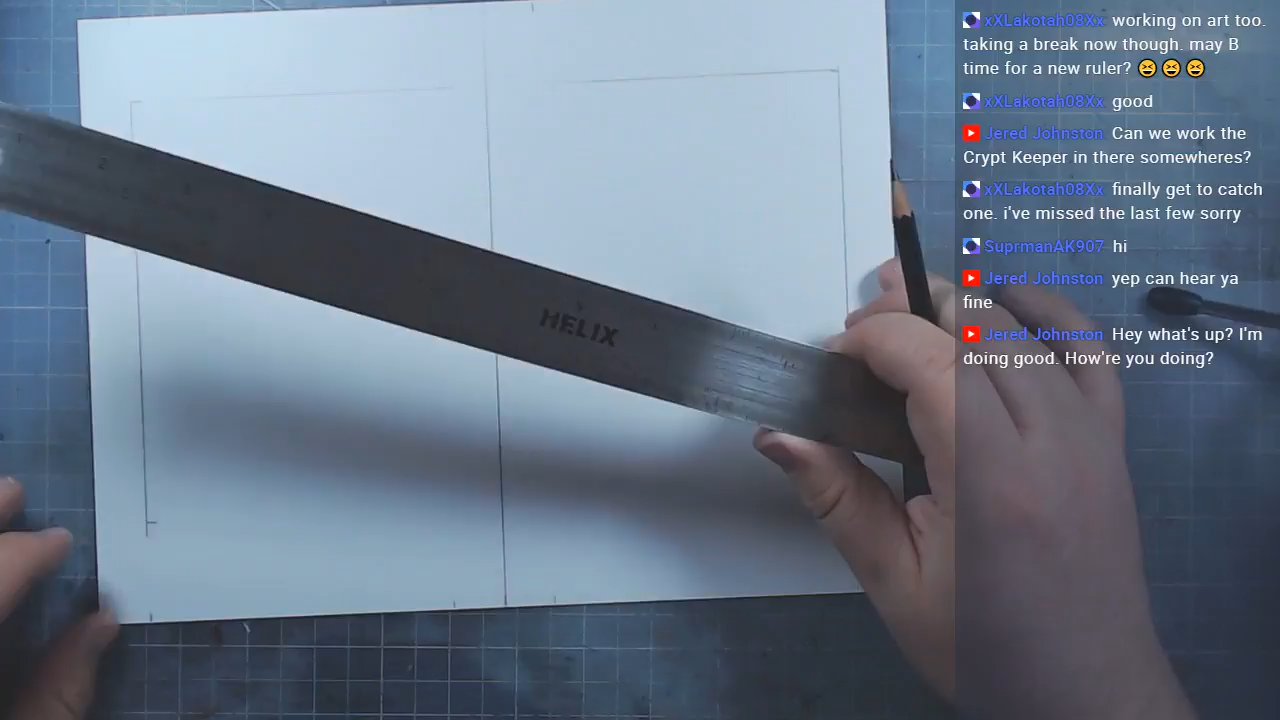 xXLakotah08Xx working on art too.
taking a break now though. may B
time for a new ruler? 😆 😆 😆
xXLakotah08Xx good
Jered Johnston Can we work the
Crypt Keeper in there somewheres?
xXLakotah08Xx finally get to catch
one. i've missed the last few sorry
SuprmanAK907 hi
Jered Johnston yep can hear ya
fine
Jered Johnston Hey what's up? I'm
doing good. How're you doing?
2
HELIX